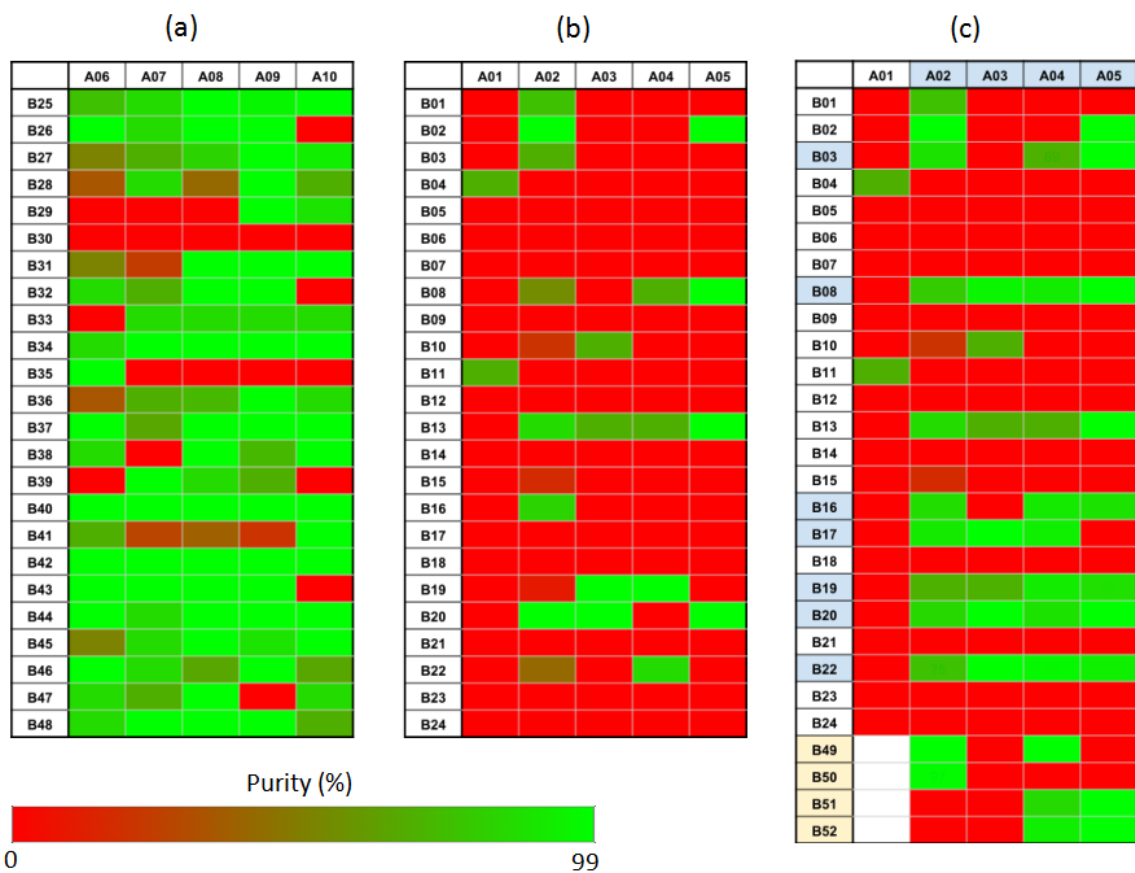 (a) (b) (c)
A06 A07 A08 A09 A10 A01 A02 A03 A04 A05 A01 A02 A03 A04 A05
B25 B01 B01
B26 B02 B02
B27 B03 B03
B28 B04 B04
B29 B05 B05
B30 B06 B06
B31 B07 B07
B32 B08 B08
B33 B09 B09
B34 B10 B10
B35 B11 B11
B36 B12 B12
B37 B13 B13
B38 B14 B14
B39 B15 B15
B40 B16 B16
B41 B17 B17
B42 B18 B18
B43 B19 B19
B44 B20 B20
B45 B21 B21
B46 B22 B22
B47 B23 B23
B48 B24 B24
B49
B50
B51
B52
Purity (%)
0 99